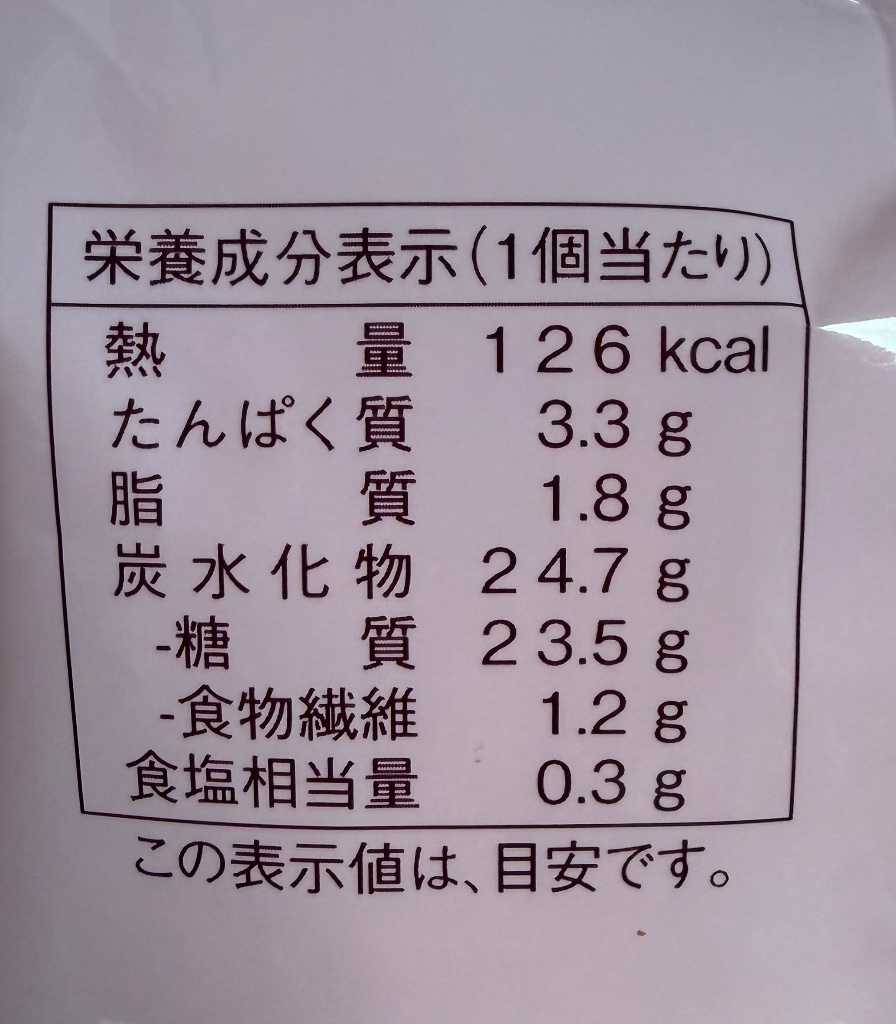 栄養成分表示(1個当たり)
熱量 126 kcal
たんぱく質 3.3 g
脂質 1.8 g
炭水化物 24.7 g
-糖質 23.5 g
-食物繊維 1.2 g
食塩相当量 0.3 g
この表示値は、目安です。